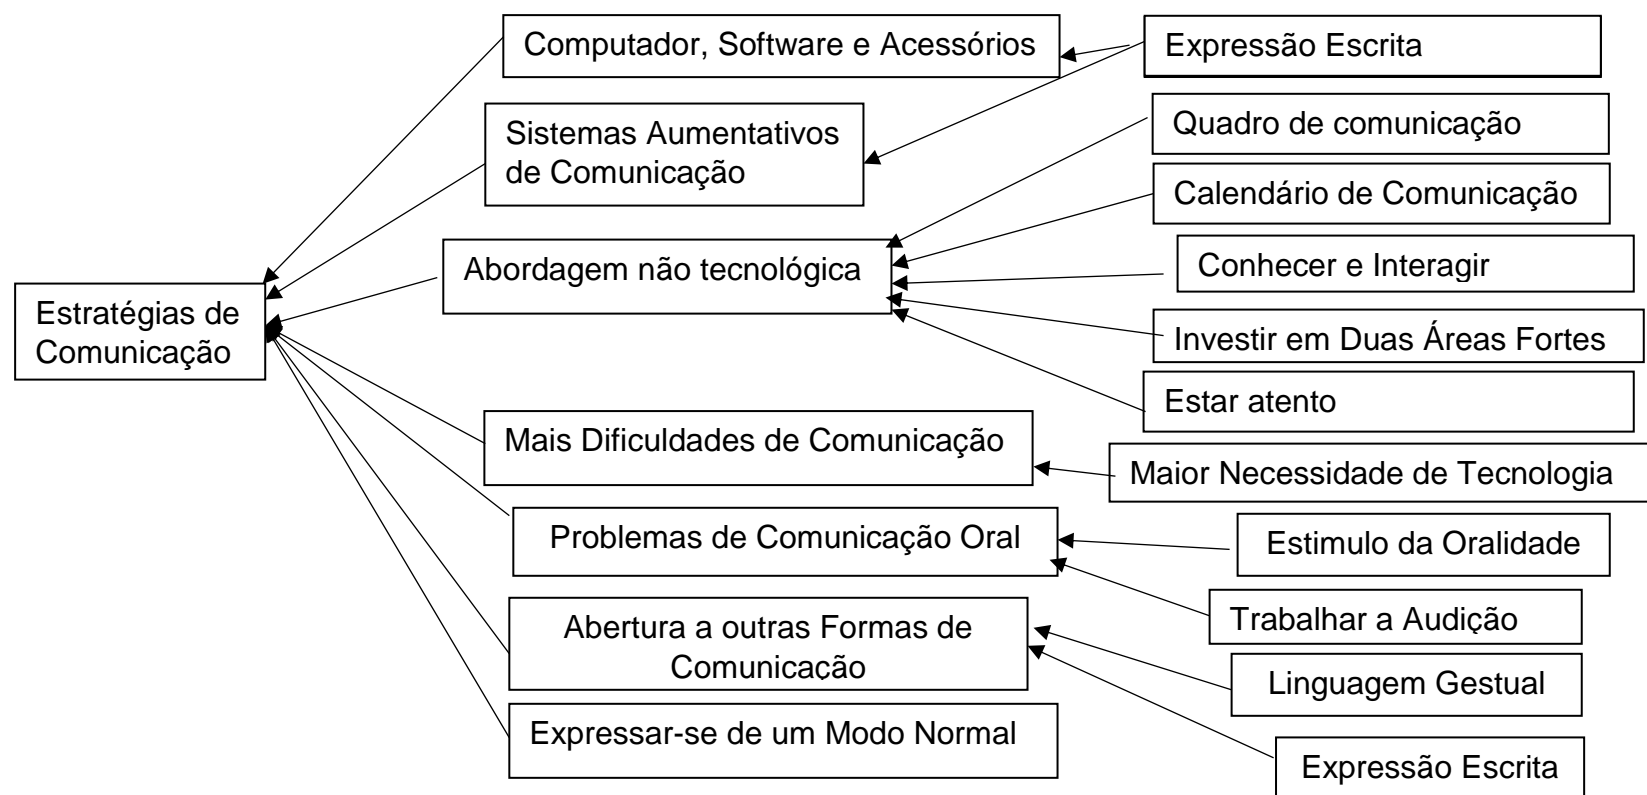 Computador, Software e Acessórios
Expressão Escrita
Sistemas Aumentativos
de Comunicação
Quadro de comunicação
Calendário de Comunicação
Abordagem não tecnológica
Conhecer e Interagir
Estratégias de
Comunicação
Investir em Duas Áreas Fortes
Estar atento
Mais Dificuldades de Comunicação
Maior Necessidade de Tecnologia
Problemas de Comunicação Oral
Estimulo da Oralidade
Trabalhar a Audição
Abertura a outras Formas de
Comunicação
Linguagem Gestual
Expressar-se de um Modo Normal
Expressão Escrita